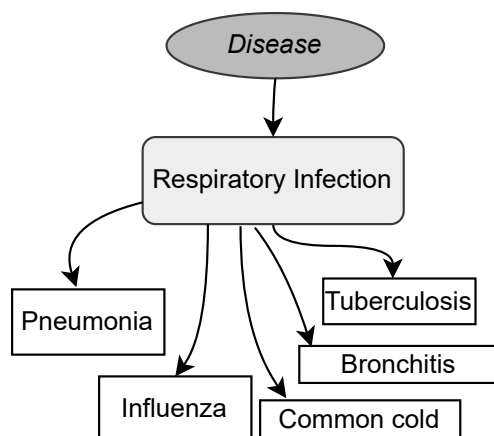 Disease
Respiratory Infection
Tuberculosis
Pneumonia
Bronchitis
Influenza
Common cold